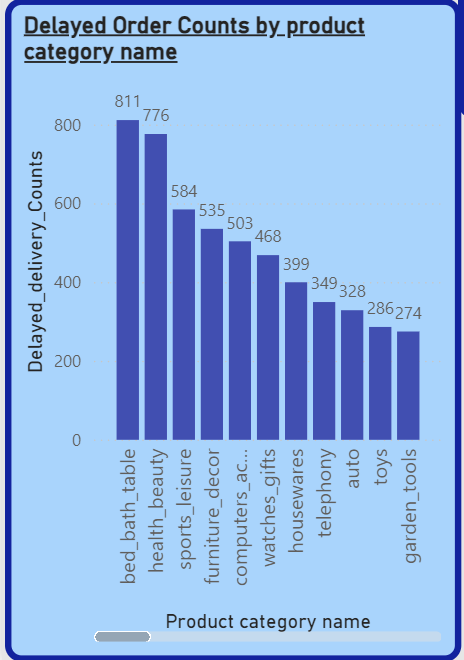 Delayed Order Counts by product
category name
Delayed_delivery_Counts
800
600
400
200
0
811
776
584
535
503
468
399
349
328
286
274
bed_bath_table
health_beauty
sports_leisure
furniture_decor
computers_ac...
watches_gifts
housewares
telephony
auto
toys
garden_tools
Product category name